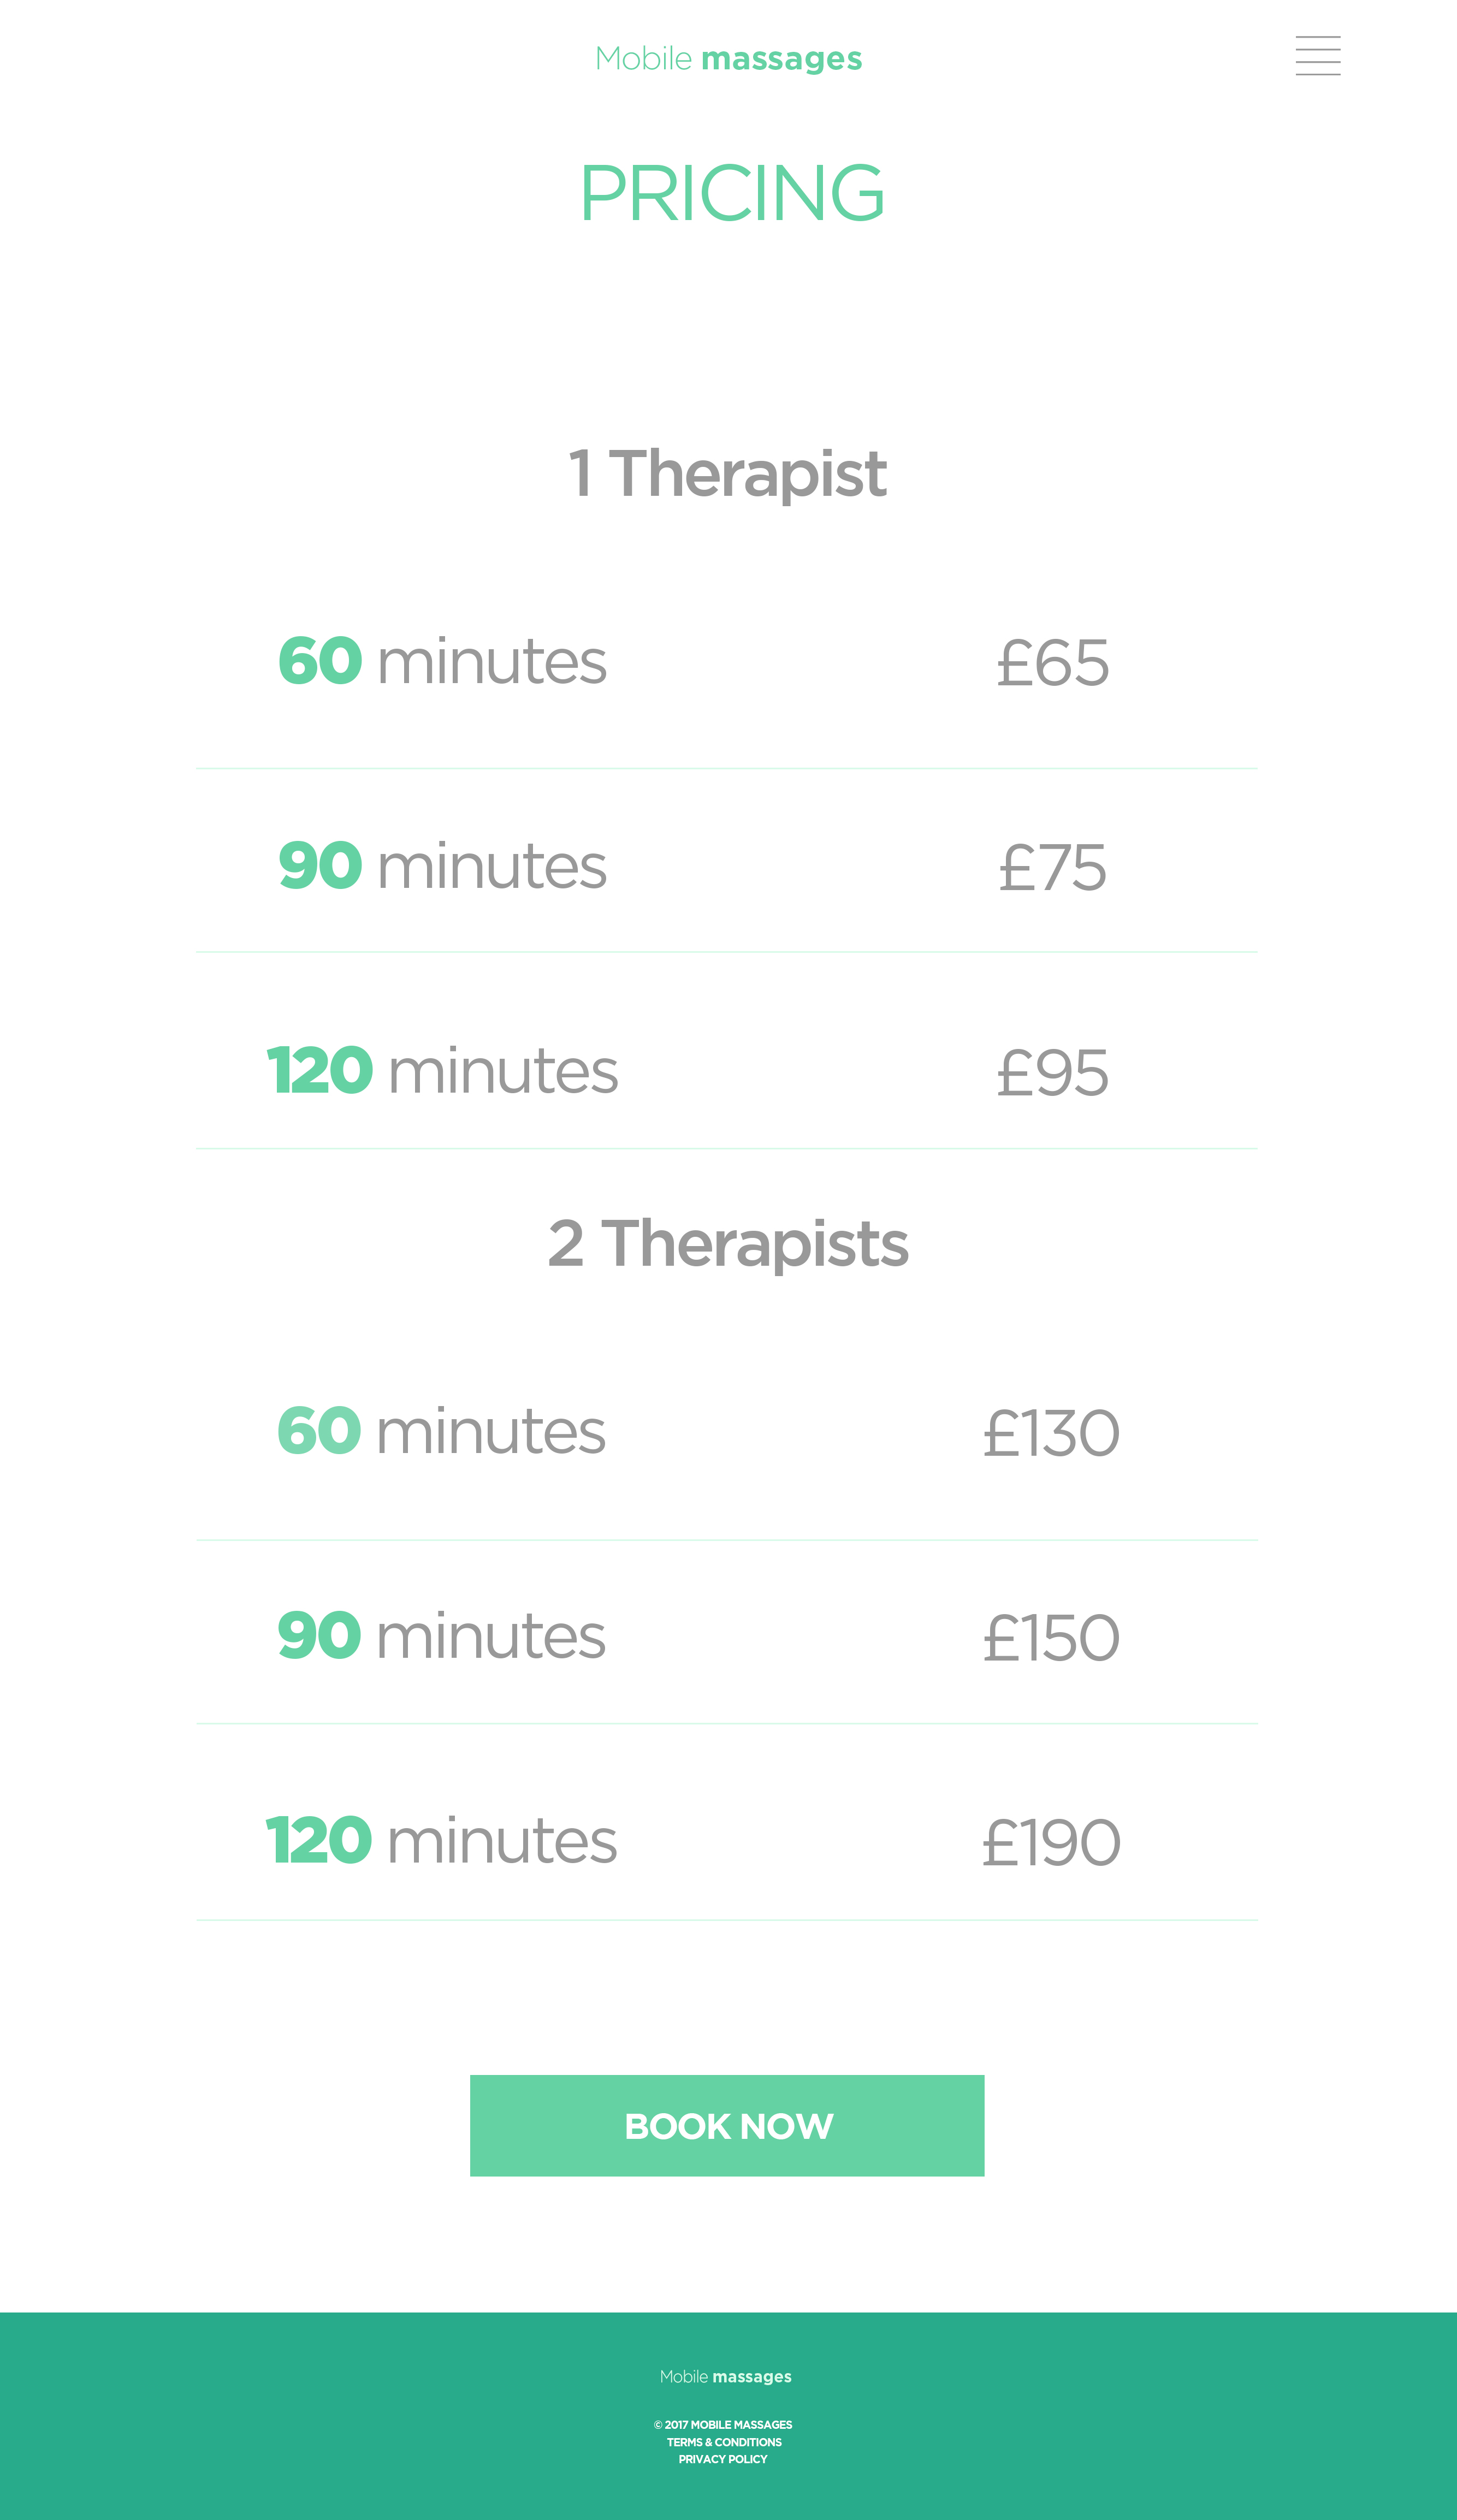 Mobile massages
PRICING
1 Therapist
60 minutes £65
90 minutes £75
120 minutes £95
2 Therapists
60 minutes £130
90 minutes £150
120 minutes £190
BOOK NOW
Mobile massages
© 2017 MOBILE MASSAGES
TERMS & CONDITIONS
PRIVACY POLICY